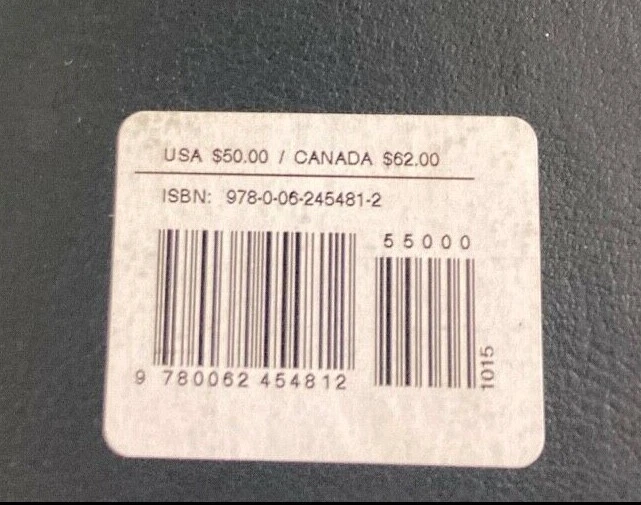 USA $50.00 / CANADA $62.00
ISBN: 978-0-06-245481-2
55000
9 780062 454812
1015